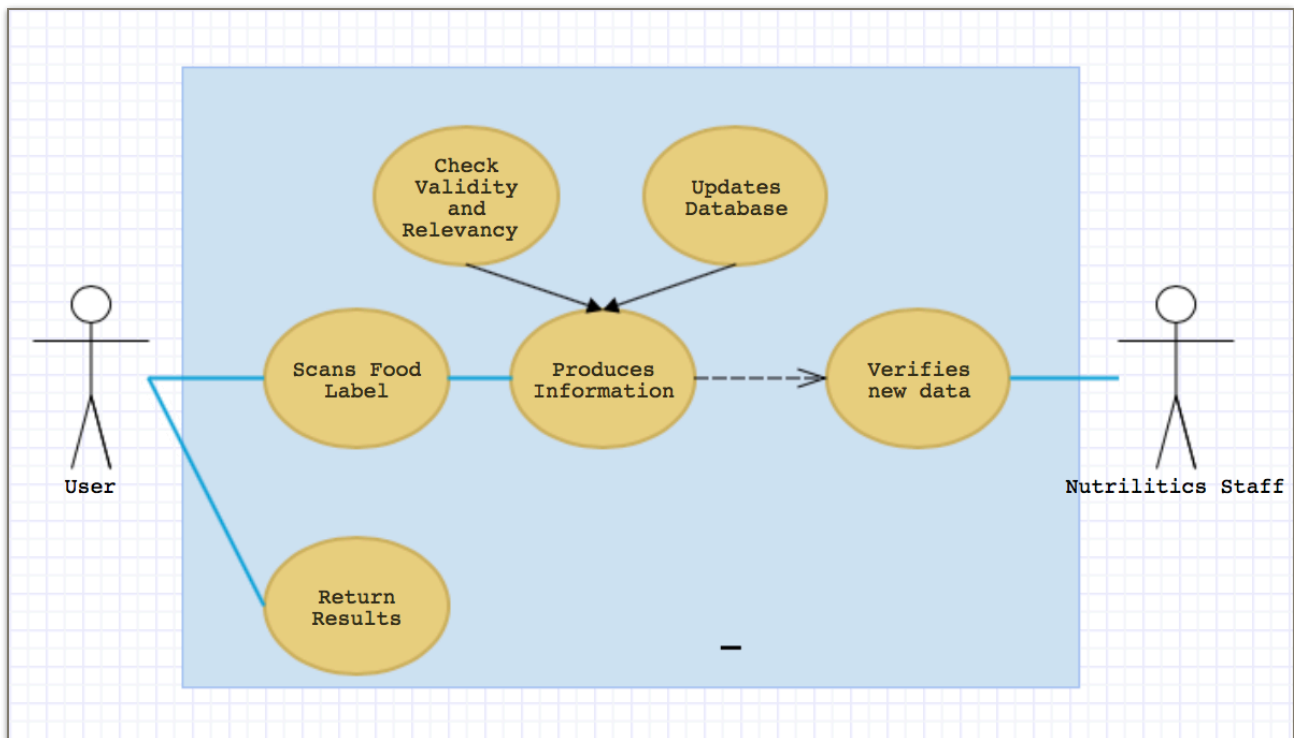 Check
Validity
and
Relevancy
Updates
Database
Scans Food
Label
Produces
Information
Verifies
new data
User
Nutrilitics Staff
Return
Results